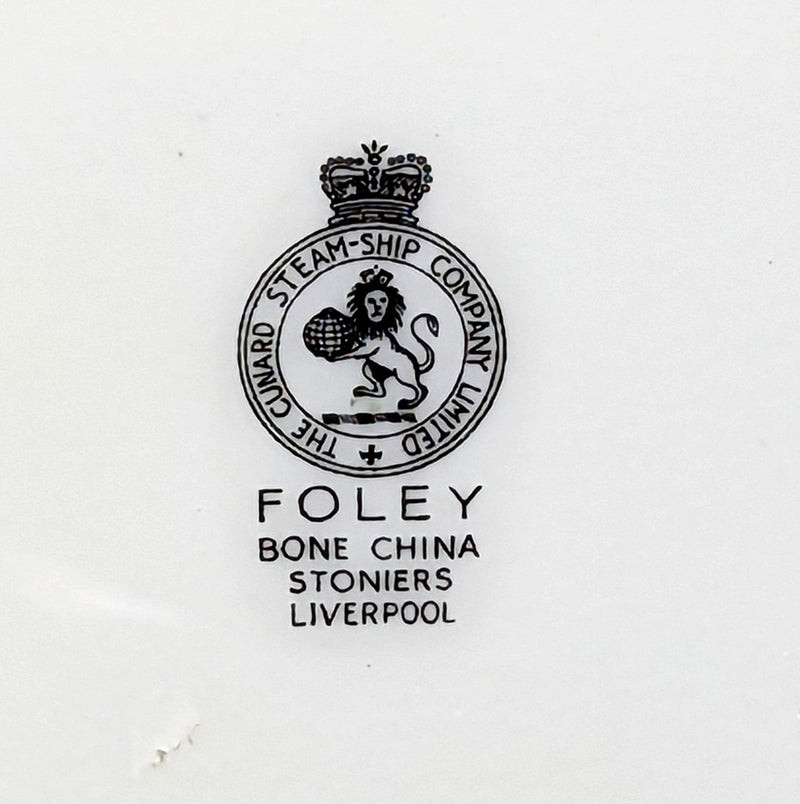 THE CUNARD STEAM-SHIP COMPANY LIMITED
FOLEY
BONE CHINA
STONIERS
LIVERPOOL